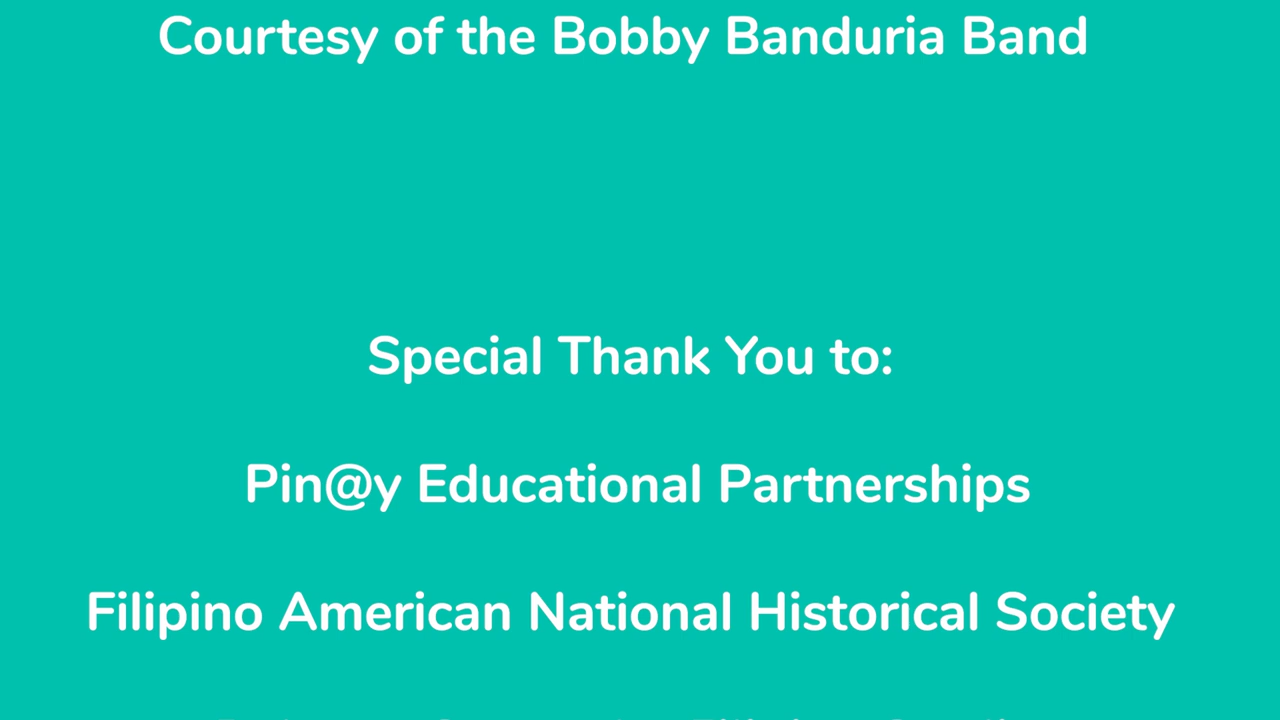 Courtesy of the Bobby Banduria Band
Special Thank You to:
Pin@y Educational Partnerships
Filipino American National Historical Society